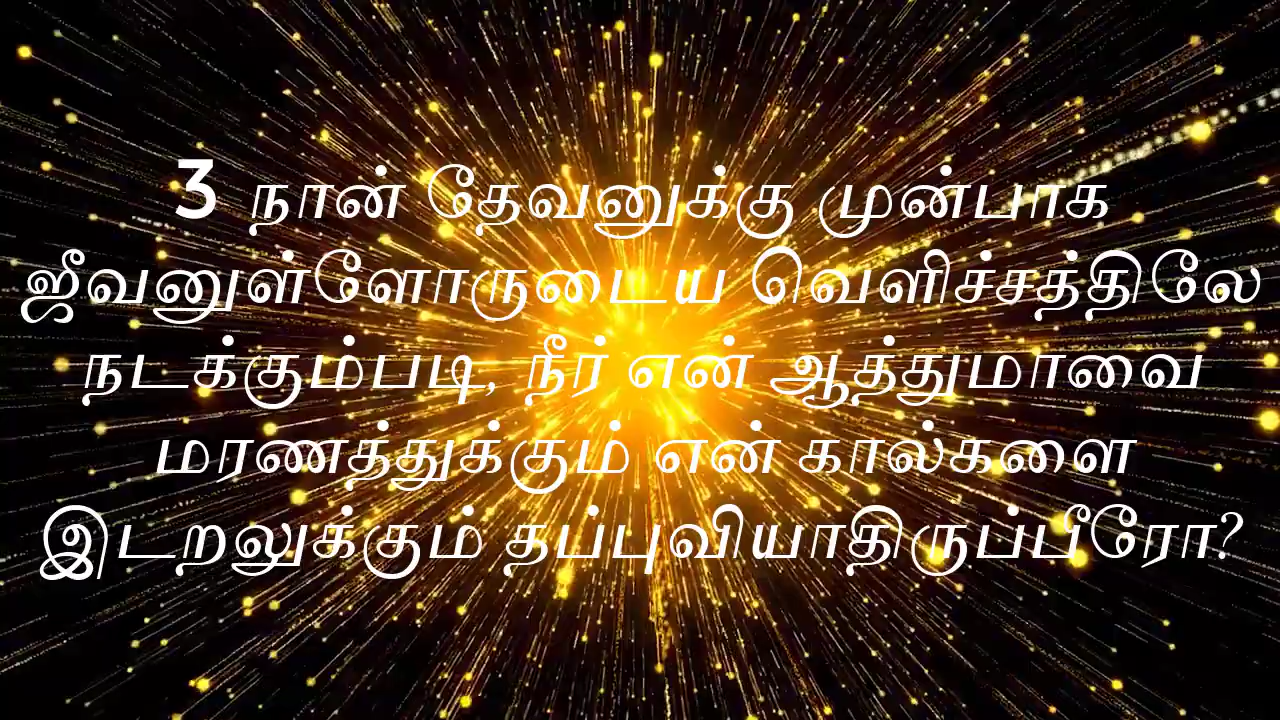 3 நான் தேவனுக்கு முன்பாக
ஜீவனுள்ளோருடைய வெளிச்சத்திலே
நடக்கும்படி, நீர் என் ஆத்துமாவை
மரணத்துக்கும் என் கால்களை
இடறலுக்கும் தப்புவியாதிருப்பீரோ?